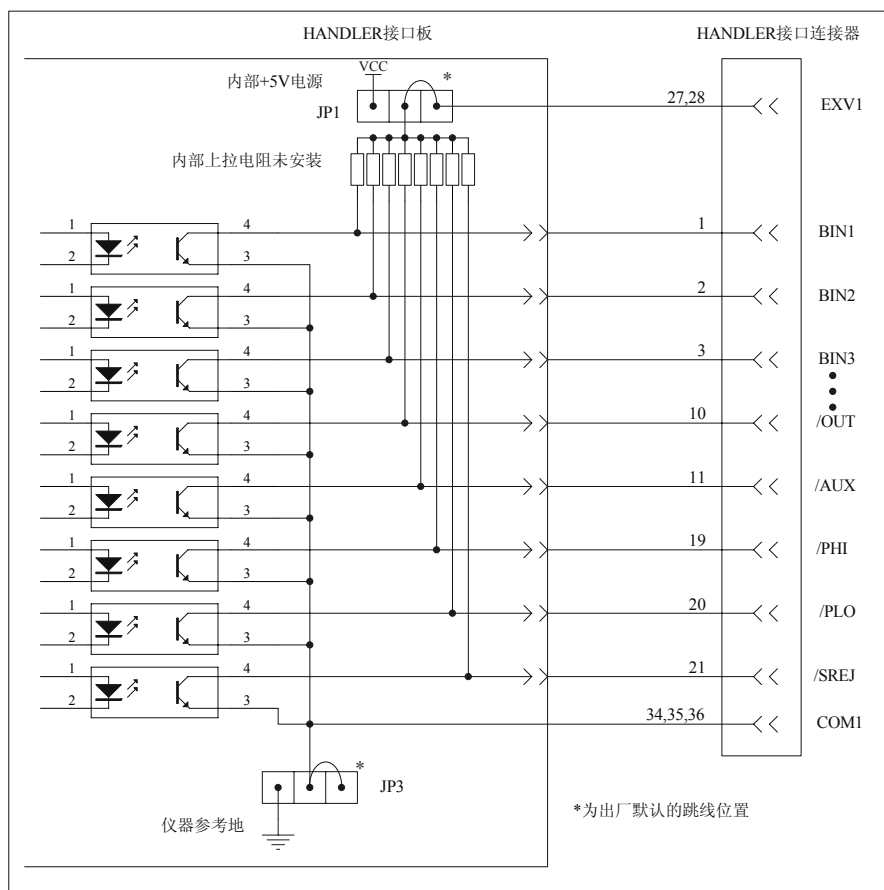 HANDLER接口板 HANDLER接口连接器
VCC *
内部+5V电源
JP1 27,28 EXV1
内部上拉电阻未安装
1 4 1 BIN1
2 3
1 4 2 BIN2
2 3
1 4 3 BIN3
2 3
1 4 10 /OUT
2 3
1 4 11 /AUX
2 3
1 4 19 /PHI
2 3
1 4 20 /PLO
2 3
1 4 21 /SREJ
2 3
34,35,36 COM1
*
JP3
*为出厂默认的跳线位置
仪器参考地